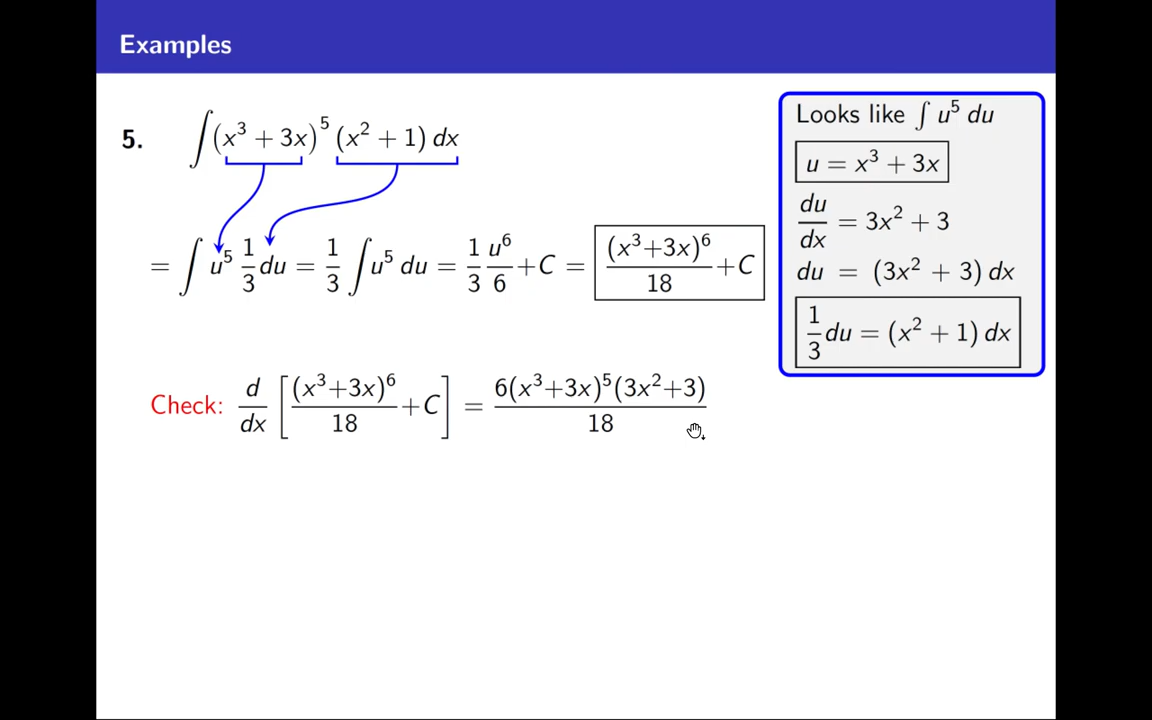 Examples
5. ∫(x³ + 3x)⁵ (x² + 1) dx
= ∫ u⁵ 1/3 du = 1/3 ∫ u⁵ du = 1/3 u⁶/6 + C = (x³+3x)⁶/18 + C
Check: d/dx [(x³+3x)⁶/18 + C] = 6(x³+3x)⁵(3x²+3)/18
Looks like ∫ u⁵ du
u = x³ + 3x
du/dx = 3x² + 3
du = (3x² + 3) dx
1/3 du = (x² + 1) dx